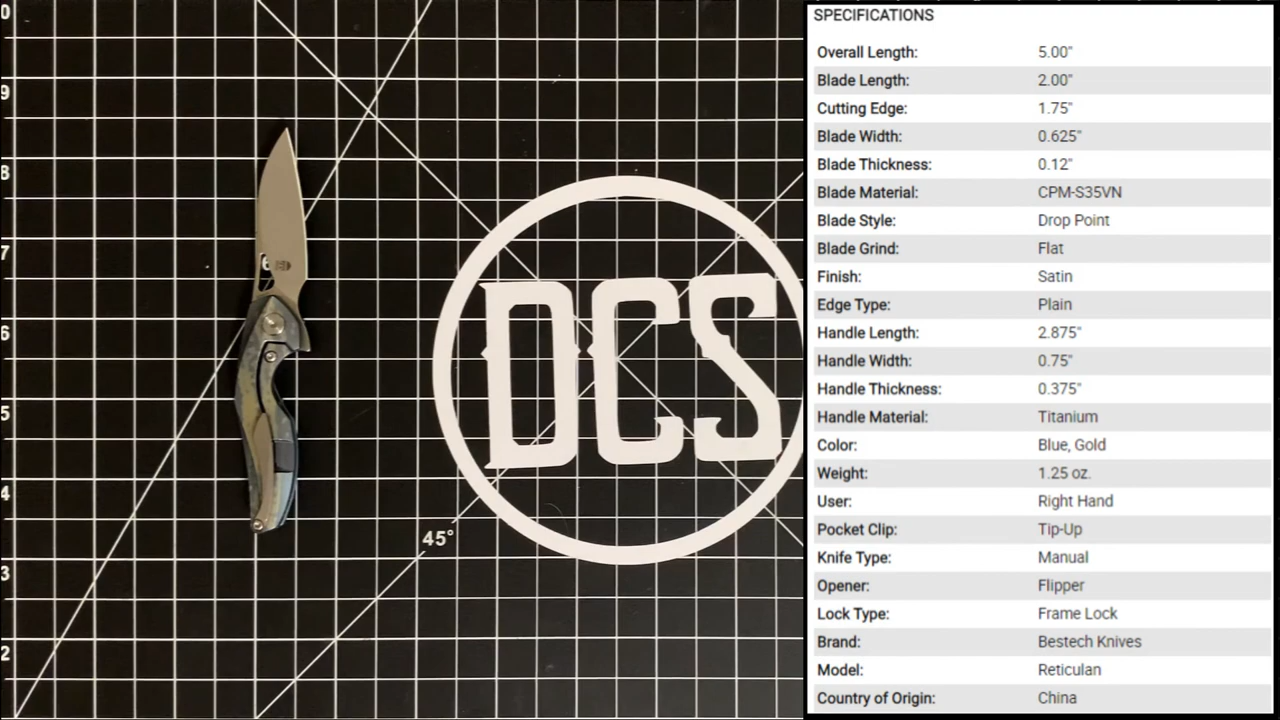 0
9
8
7
6
5
4
3
2
6
45°
DCS
SPECIFICATIONS
Overall Length: 5.00"
Blade Length: 2.00"
Cutting Edge: 1.75"
Blade Width: 0.625"
Blade Thickness: 0.12"
Blade Material: CPM-S35VN
Blade Style: Drop Point
Blade Grind: Flat
Finish: Satin
Edge Type: Plain
Handle Length: 2.875"
Handle Width: 0.75"
Handle Thickness: 0.375"
Handle Material: Titanium
Color: Blue, Gold
Weight: 1.25 oz.
User: Right Hand
Pocket Clip: Tip-Up
Knife Type: Manual
Opener: Flipper
Lock Type: Frame Lock
Brand: Bestech Knives
Model: Reticulan
Country of Origin: China